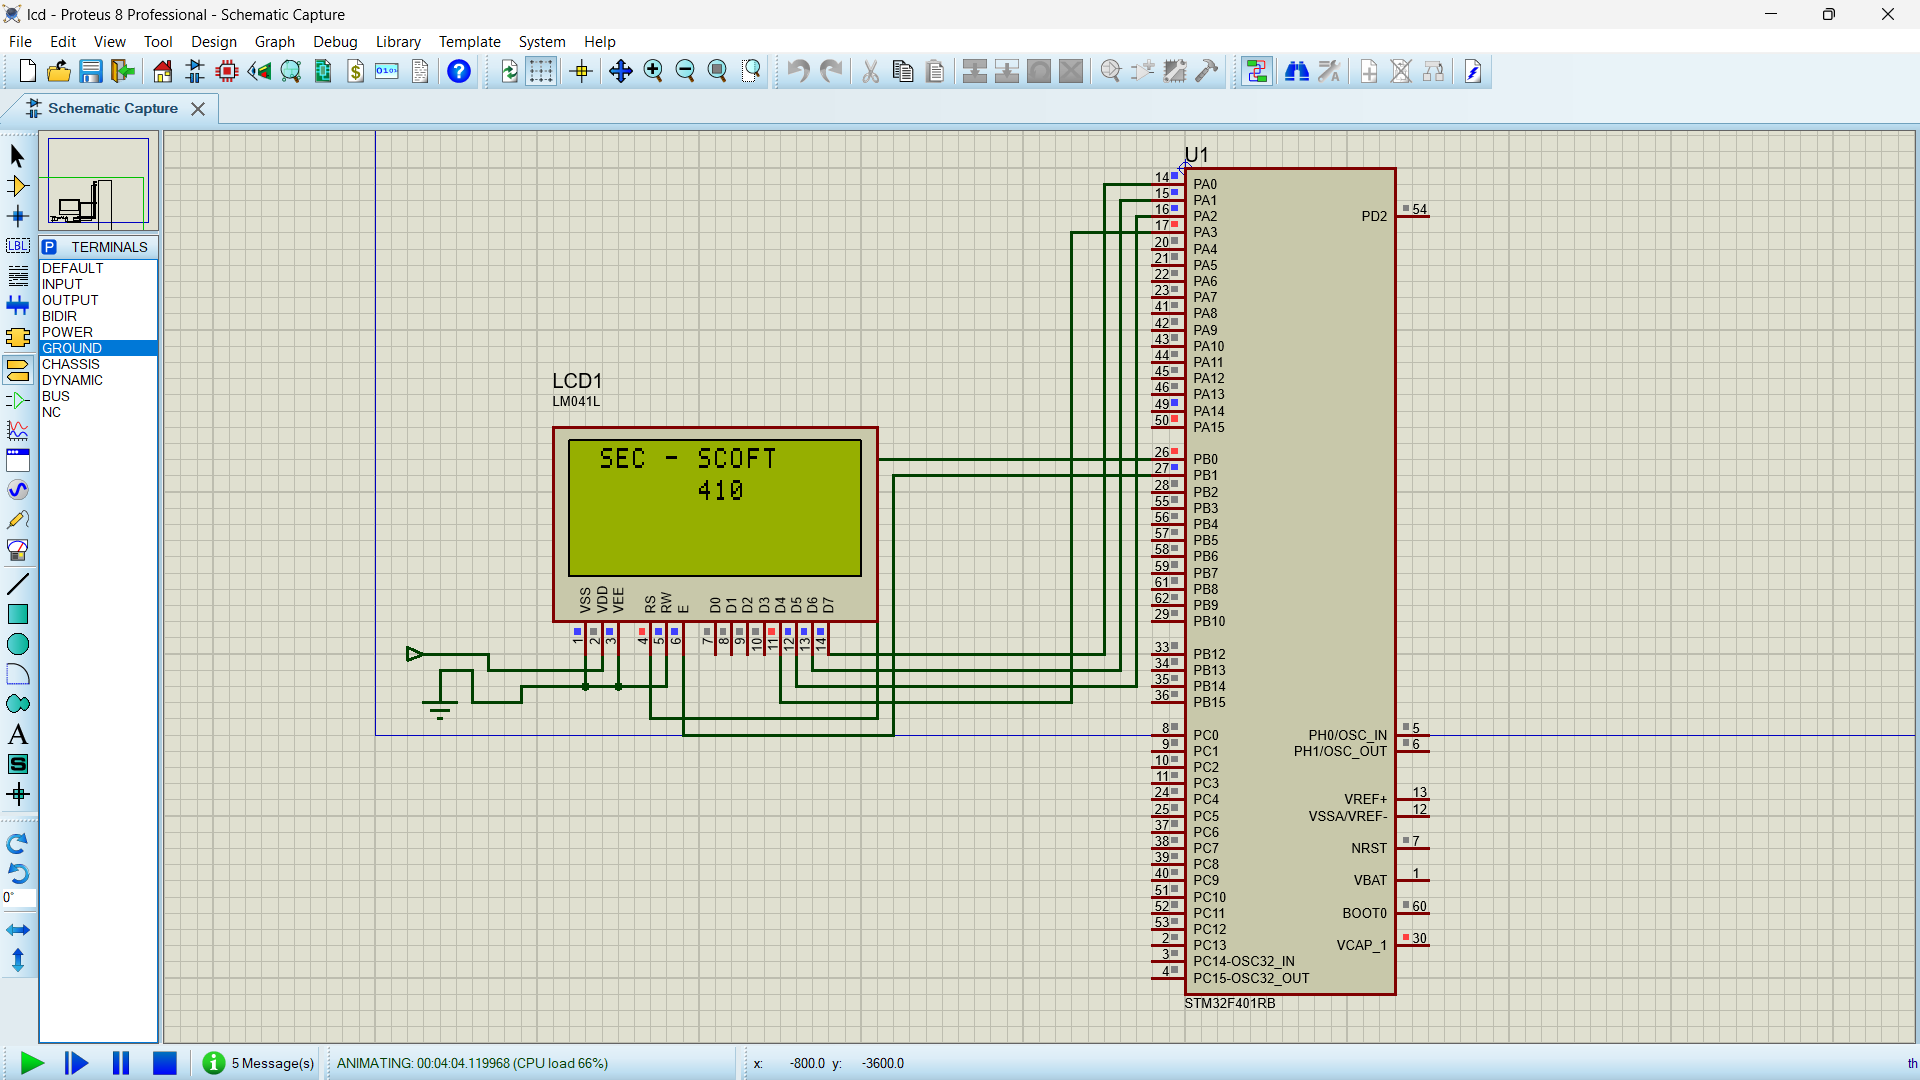 lcd - Proteus 8 Professional - Schematic Capture
File Edit View Tool Design Graph Debug Library Template System Help
Schematic Capture
P TERMINALS
DEFAULT
INPUT
OUTPUT
BIDIR
POWER
GROUND
CHASSIS
DYNAMIC
BUS
NC
LBL
A
S
0°
LCD1
LM041L
SEC - SCOFT
410
VSS VDD VEE RS RW E D0 D1 D2 D3 D4 D5 D6 D7
1 2 3 4 5 6 7 8 9 10 11 12 13 14
U1
14 PA0
15 PA1
16 PA2
17 PA3
20 PA4
21 PA5
22 PA6
23 PA7
41 PA8
42 PA9
43 PA10
44 PA11
45 PA12
46 PA13
49 PA14
50 PA15
26 PB0
27 PB1
28 PB2
55 PB3
56 PB4
57 PB5
58 PB6
59 PB7
61 PB8
62 PB9
29 PB10
33 PB12
34 PB13
35 PB14
36 PB15
8 PC0
9 PC1
10 PC2
11 PC3
24 PC4
25 PC5
37 PC6
38 PC7
39 PC8
40 PC9
51 PC10
52 PC11
53 PC12
2 PC13
3 PC14-OSC32_IN
4 PC15-OSC32_OUT
PD2 54
PH0/OSC_IN 5
PH1/OSC_OUT 6
VREF+ 13
VSSA/VREF- 12
NRST 7
VBAT 1
BOOT0 60
VCAP_1 30
STM32F401RB
5 Message(s) ANIMATING: 00:04:04.119968 (CPU load 66%) x: -800.0 y: -3600.0 th